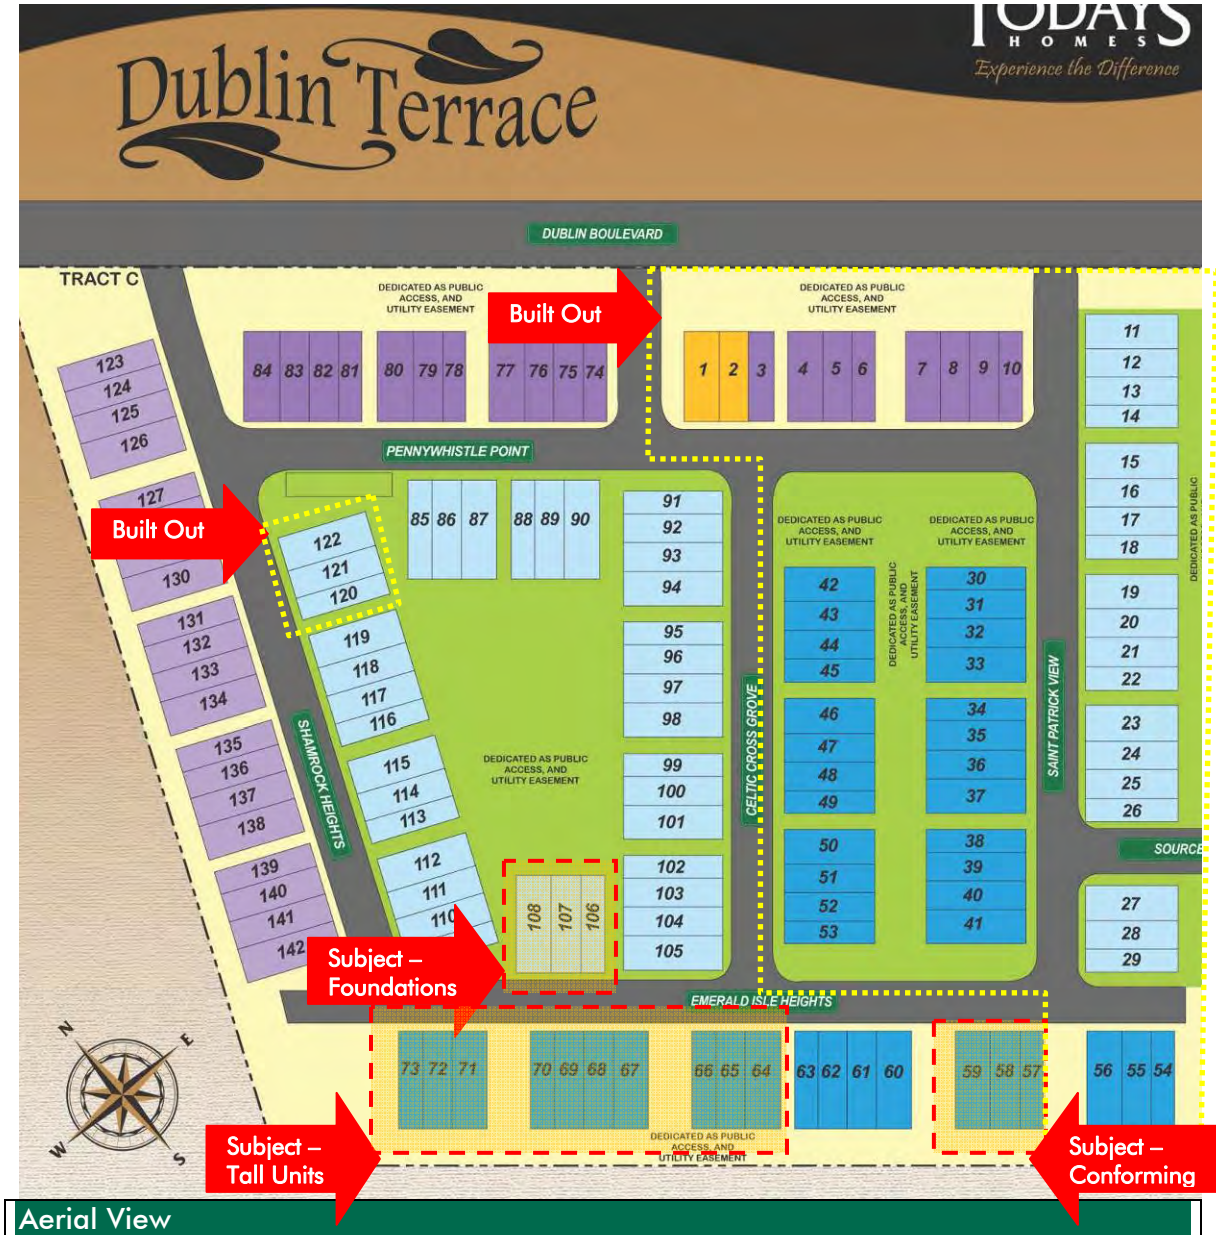 TODAYS
HOMES
Experience the Difference
Dublin Terrace
DUBLIN BOULEVARD
TRACT C
DEDICATED AS PUBLIC
ACCESS, AND
UTILITY EASEMENT
Built Out
DEDICATED AS PUBLIC
ACCESS, AND
UTILITY EASEMENT
84 83 82 81 80 79 78 77 76 75 74
1 2 3 4 5 6 7 8 9 10
11
12
13
14
123
124
125
126
PENNYWHISTLE POINT
15
16
17
18
DEDICATED AS PUBLIC
127
Built Out
130
122
121
120
85 86 87 88 89 90
91
92
93
94
DEDICATED AS PUBLIC
ACCESS, AND
UTILITY EASEMENT
DEDICATED AS PUBLIC
ACCESS, AND
UTILITY EASEMENT
DEDICATED AS PUBLIC
ACCESS, AND
UTILITY EASEMENT
42
43
44
45
30
31
32
33
19
20
21
22
131
132
133
134
119
118
117
116
95
96
97
98
CELTIC CROSS GROVE
46
47
48
49
34
35
36
37
SAINT PATRICK VIEW
23
24
25
26
135
136
137
138
SHAMROCK HEIGHTS
115
114
113
DEDICATED AS PUBLIC
ACCESS, AND
UTILITY EASEMENT
99
100
101
50
51
52
53
38
39
40
41
SOURCE
139
140
141
142
112
111
110
108 107 106
102
103
104
105
27
28
29
Subject –
Foundations
EMERALD ISLE HEIGHTS
73 72 71 70 69 68 67 66 65 64 63 62 61 60 59 58 57 56 55 54
N
E
W
S
DEDICATED AS PUBLIC
ACCESS, AND
UTILITY EASEMENT
Subject –
Tall Units
Subject –
Conforming
Aerial View